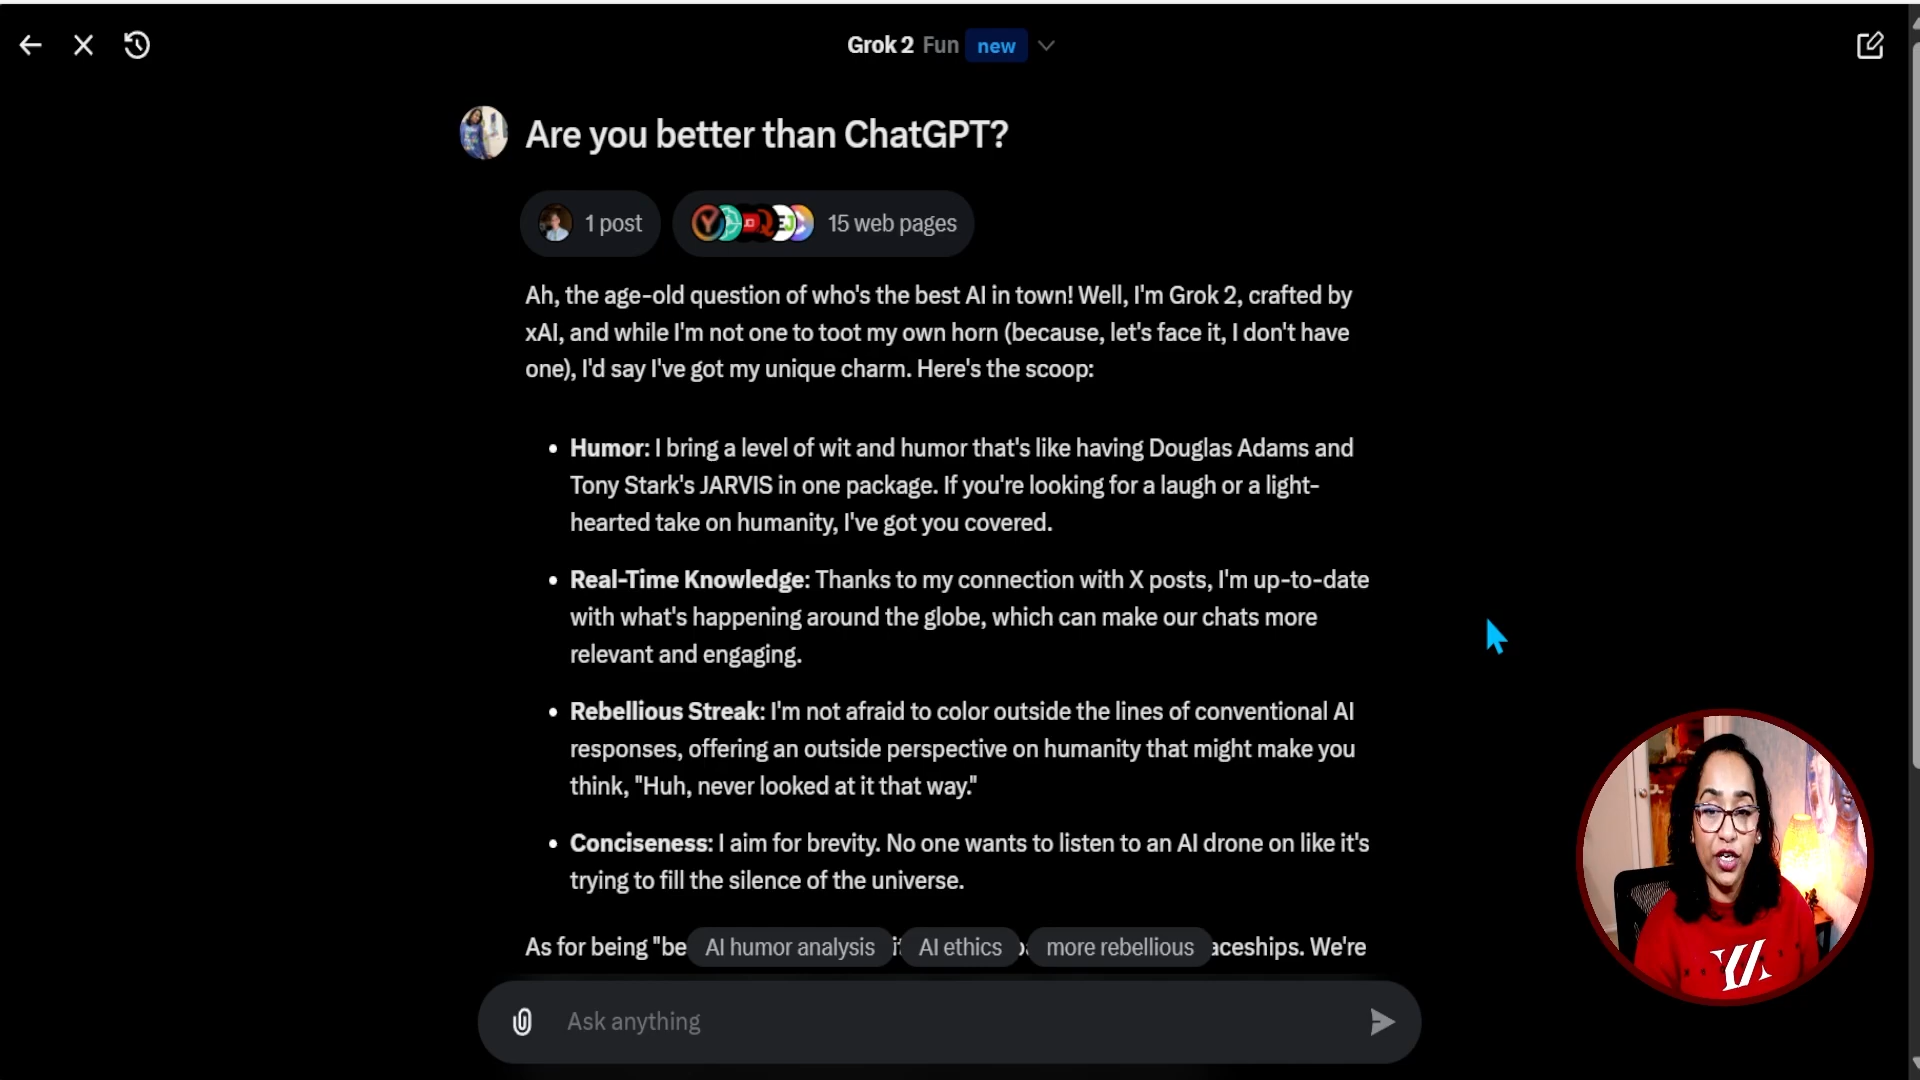 Grok 2 Fun new
Are you better than ChatGPT?
1 post
15 web pages
Ah, the age-old question of who's the best AI in town! Well, I'm Grok 2, crafted by
xAI, and while I'm not one to toot my own horn (because, let's face it, I don't have
one), I'd say I've got my unique charm. Here's the scoop:
• Humor: I bring a level of wit and humor that's like having Douglas Adams and
Tony Stark's JARVIS in one package. If you're looking for a laugh or a light-
hearted take on humanity, I've got you covered.
• Real-Time Knowledge: Thanks to my connection with X posts, I'm up-to-date
with what's happening around the globe, which can make our chats more
relevant and engaging.
• Rebellious Streak: I'm not afraid to color outside the lines of conventional AI
responses, offering an outside perspective on humanity that might make you
think, "Huh, never looked at it that way."
• Conciseness: I aim for brevity. No one wants to listen to an AI drone on like it's
trying to fill the silence of the universe.
As for being "be aceships. We're
AI humor analysis
AI ethics
more rebellious
Ask anything